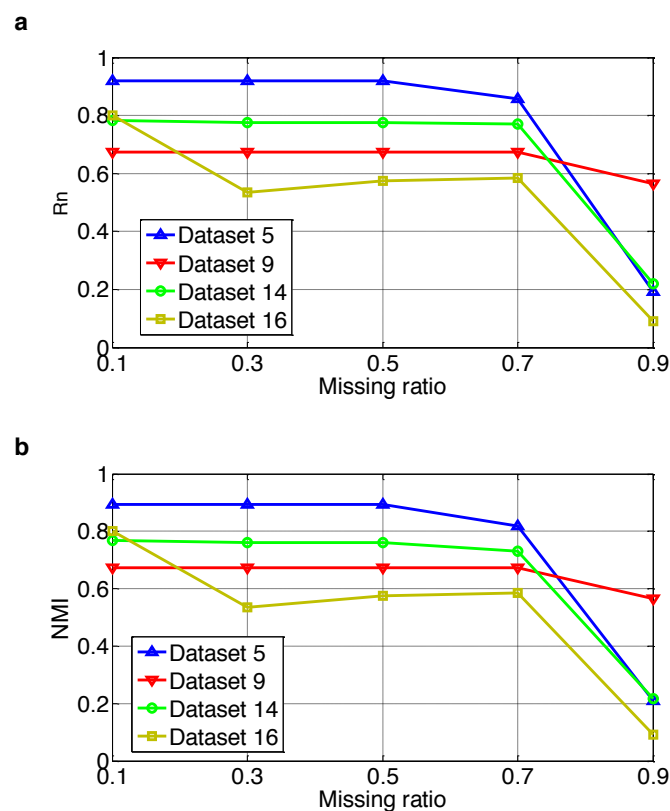 a
1
0.8
0.6
0.4
0.2
0
Rn
Dataset 5
Dataset 9
Dataset 14
Dataset 16
0.1 0.3 0.5 0.7 0.9
Missing ratio
b
1
0.8
0.6
0.4
0.2
0
NMI
Dataset 5
Dataset 9
Dataset 14
Dataset 16
0.1 0.3 0.5 0.7 0.9
Missing ratio